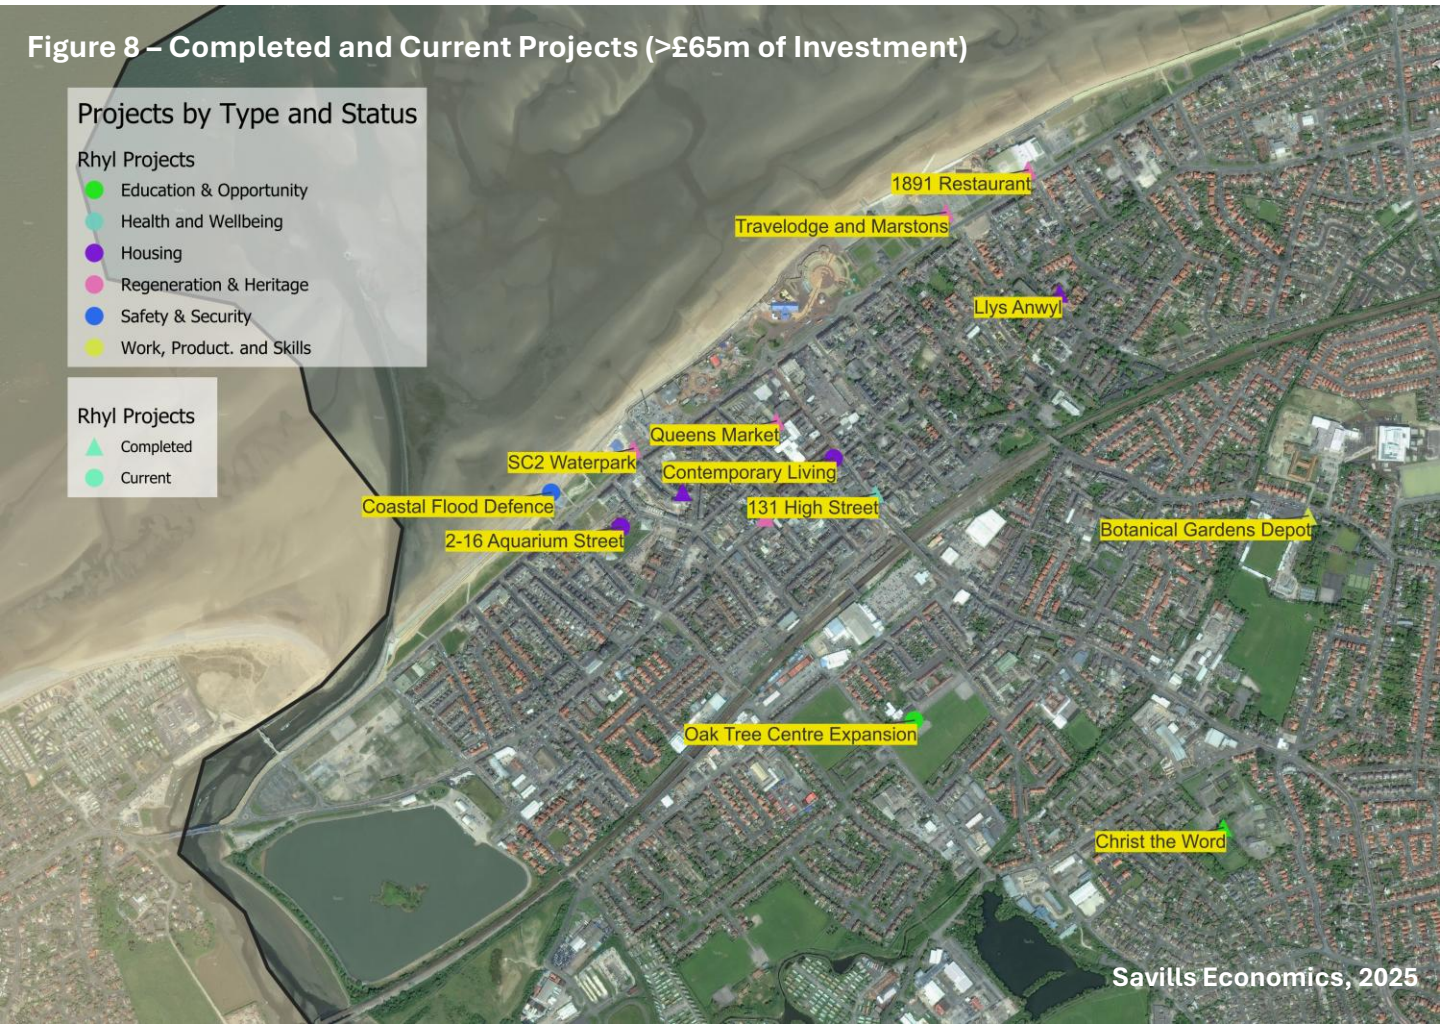 Figure 8 – Completed and Current Projects (>£65m of Investment)
Projects by Type and Status
Rhyl Projects
Education & Opportunity
Health and Wellbeing
Housing
Regeneration & Heritage
Safety & Security
Work, Product. and Skills
Rhyl Projects
Completed
Current
1891 Restaurant
Travelodge and Marstons
Llys Anwyl
Queens Market
SC2 Waterpark
Contemporary Living
Coastal Flood Defence
131 High Street
2-16 Aquarium Street
Botanical Gardens Depot
Oak Tree Centre Expansion
Christ the Word
Savills Economics, 2025